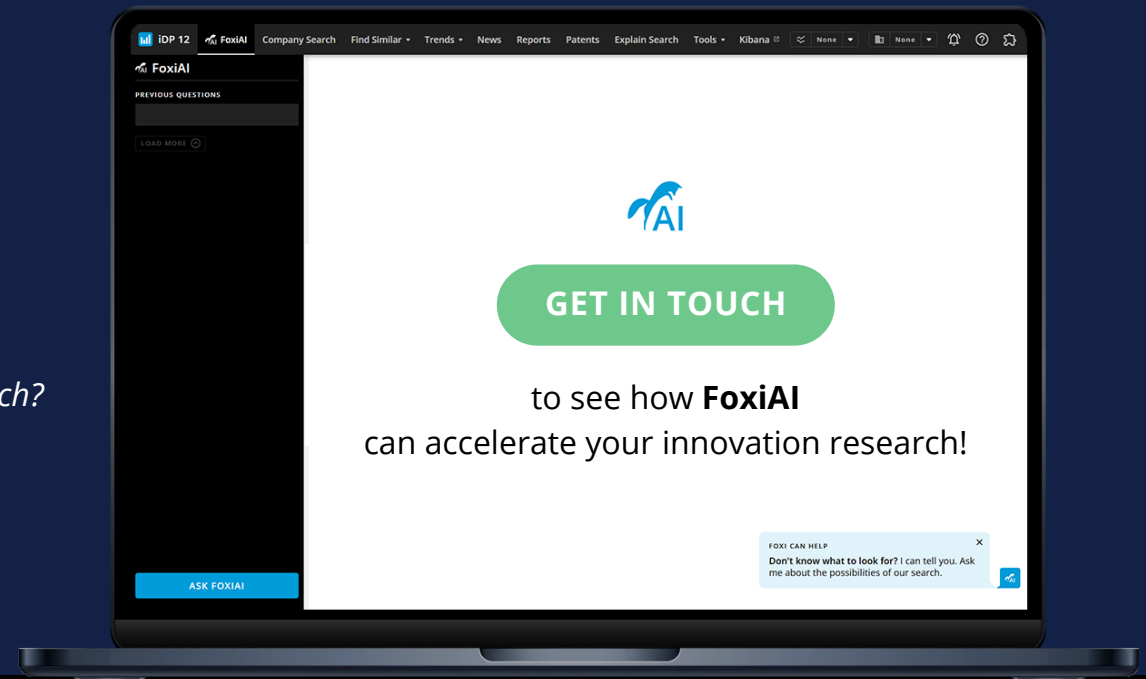 iDP 12 FoxiAI Company Search Find Similar Trends News Reports Patents Explain Search Tools Kibana None None
AI FoxiAI
PREVIOUS QUESTIONS
LOAD MORE
AI
GET IN TOUCH
ch?
to see how FoxiAI
can accelerate your innovation research!
FOXI CAN HELP
Don't know what to look for? I can tell you. Ask
me about the possibilities of our search.
AI
ASK FOXIAI